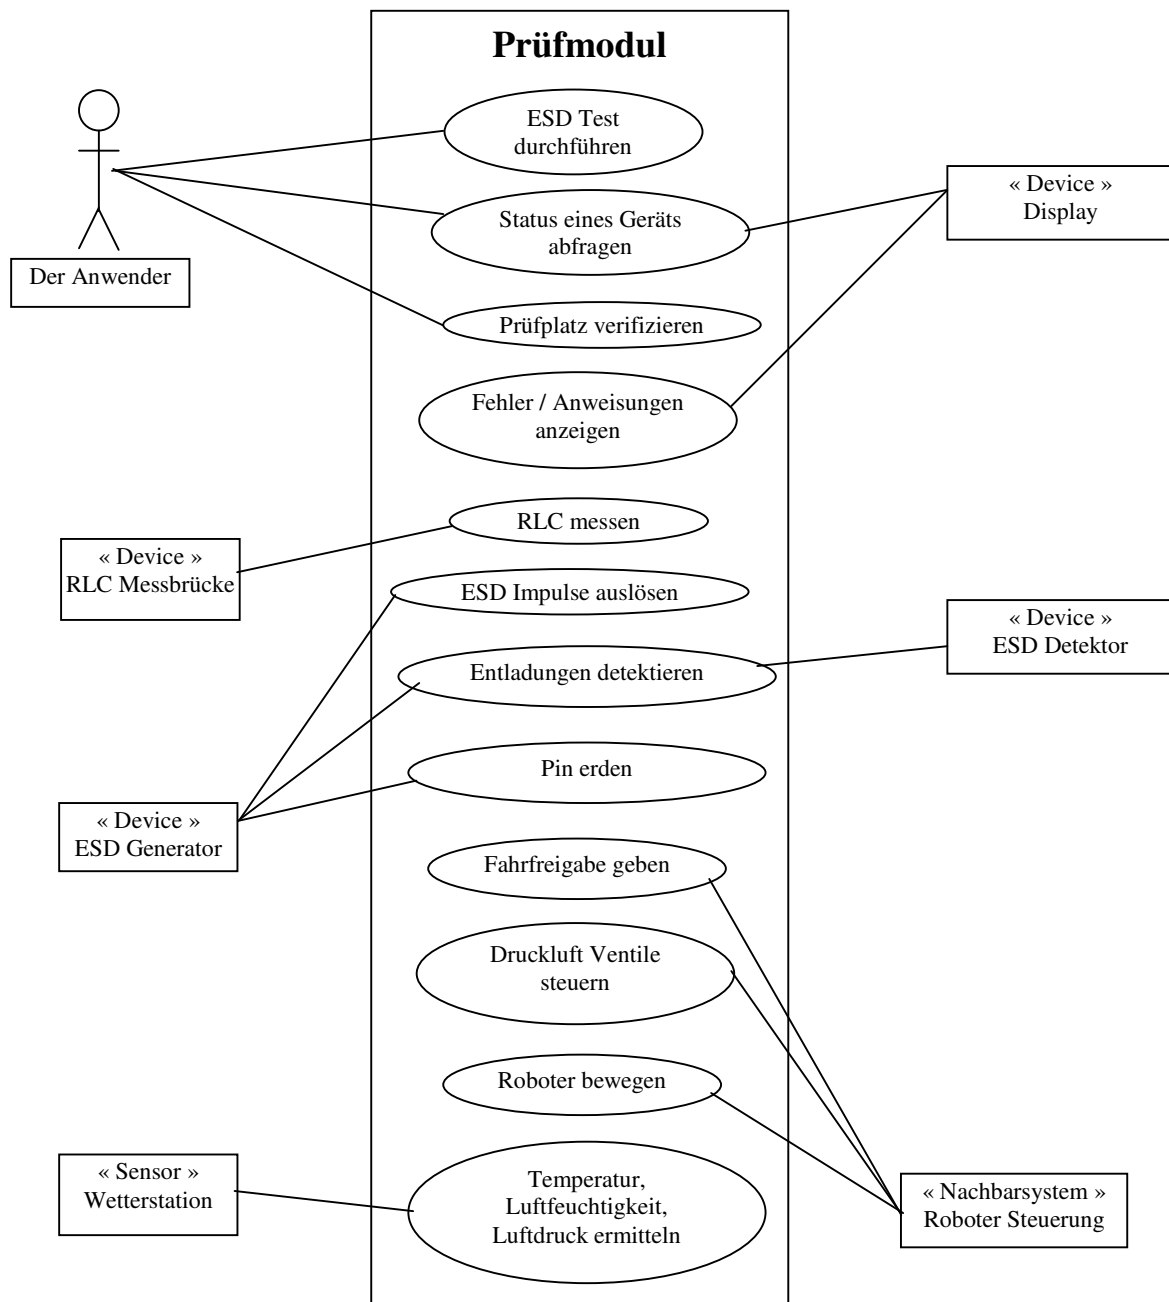 Prüfmodul
ESD Test
durchführen
Status eines Geräts
abfragen
« Device »
Display
Der Anwender
Prüfplatz verifizieren
Fehler / Anweisungen
anzeigen
RLC messen
« Device »
RLC Messbrücke
ESD Impulse auslösen
« Device »
ESD Detektor
Entladungen detektieren
Pin erden
« Device »
ESD Generator
Fahrfreigabe geben
Druckluft Ventile
steuern
Roboter bewegen
« Sensor »
Wetterstation
Temperatur,
Luftfeuchtigkeit,
Luftdruck ermitteln
« Nachbarsystem »
Roboter Steuerung